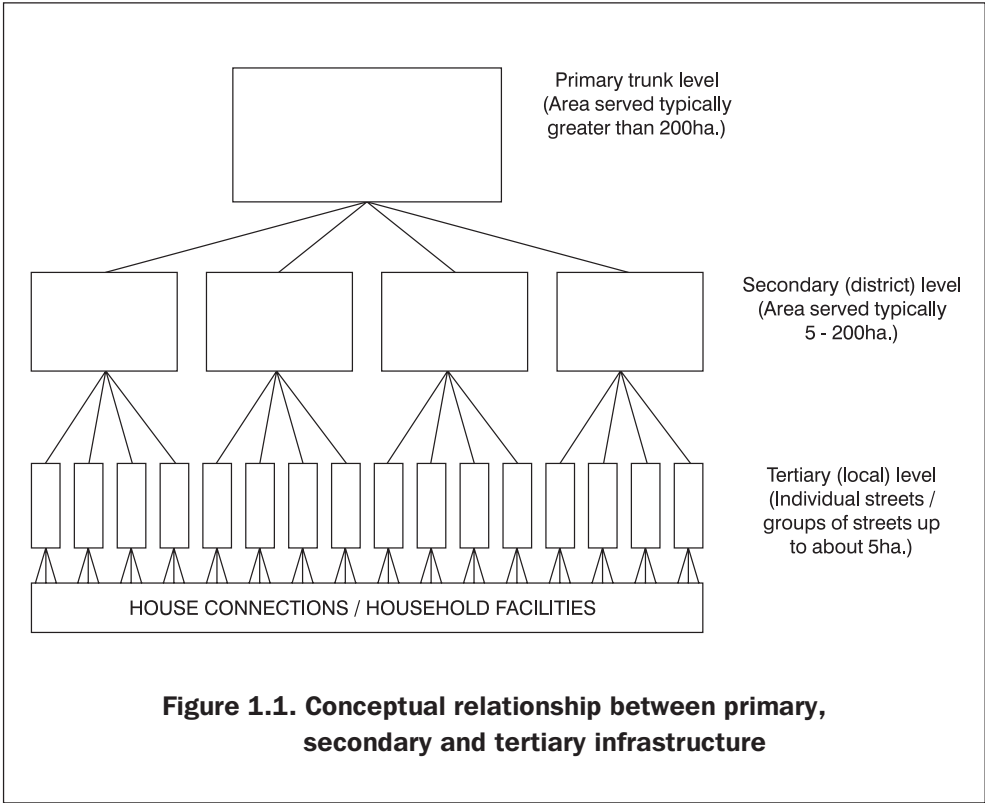 Primary trunk level
(Area served typically
greater than 200ha.)
Secondary (district) level
(Area served typically
5 - 200ha.)
Tertiary (local) level
(Individual streets /
groups of streets up
to about 5ha.)
HOUSE CONNECTIONS / HOUSEHOLD FACILITIES
Figure 1.1. Conceptual relationship between primary,
secondary and tertiary infrastructure